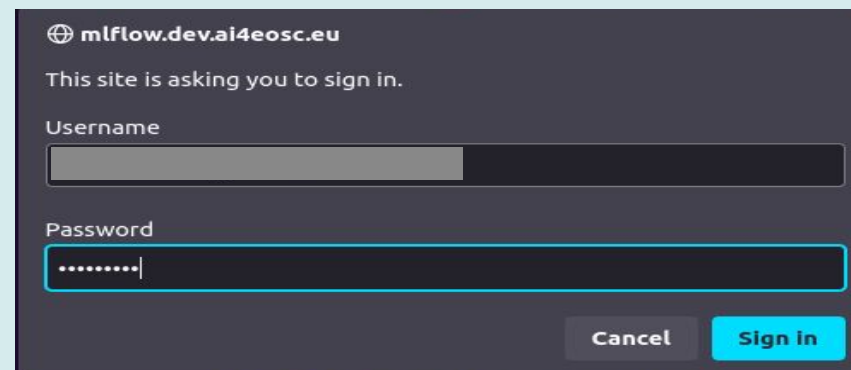 mlflow.dev.ai4eosc.eu
This site is asking you to sign in.
Username
Password
•••••••••
Cancel
Sign in